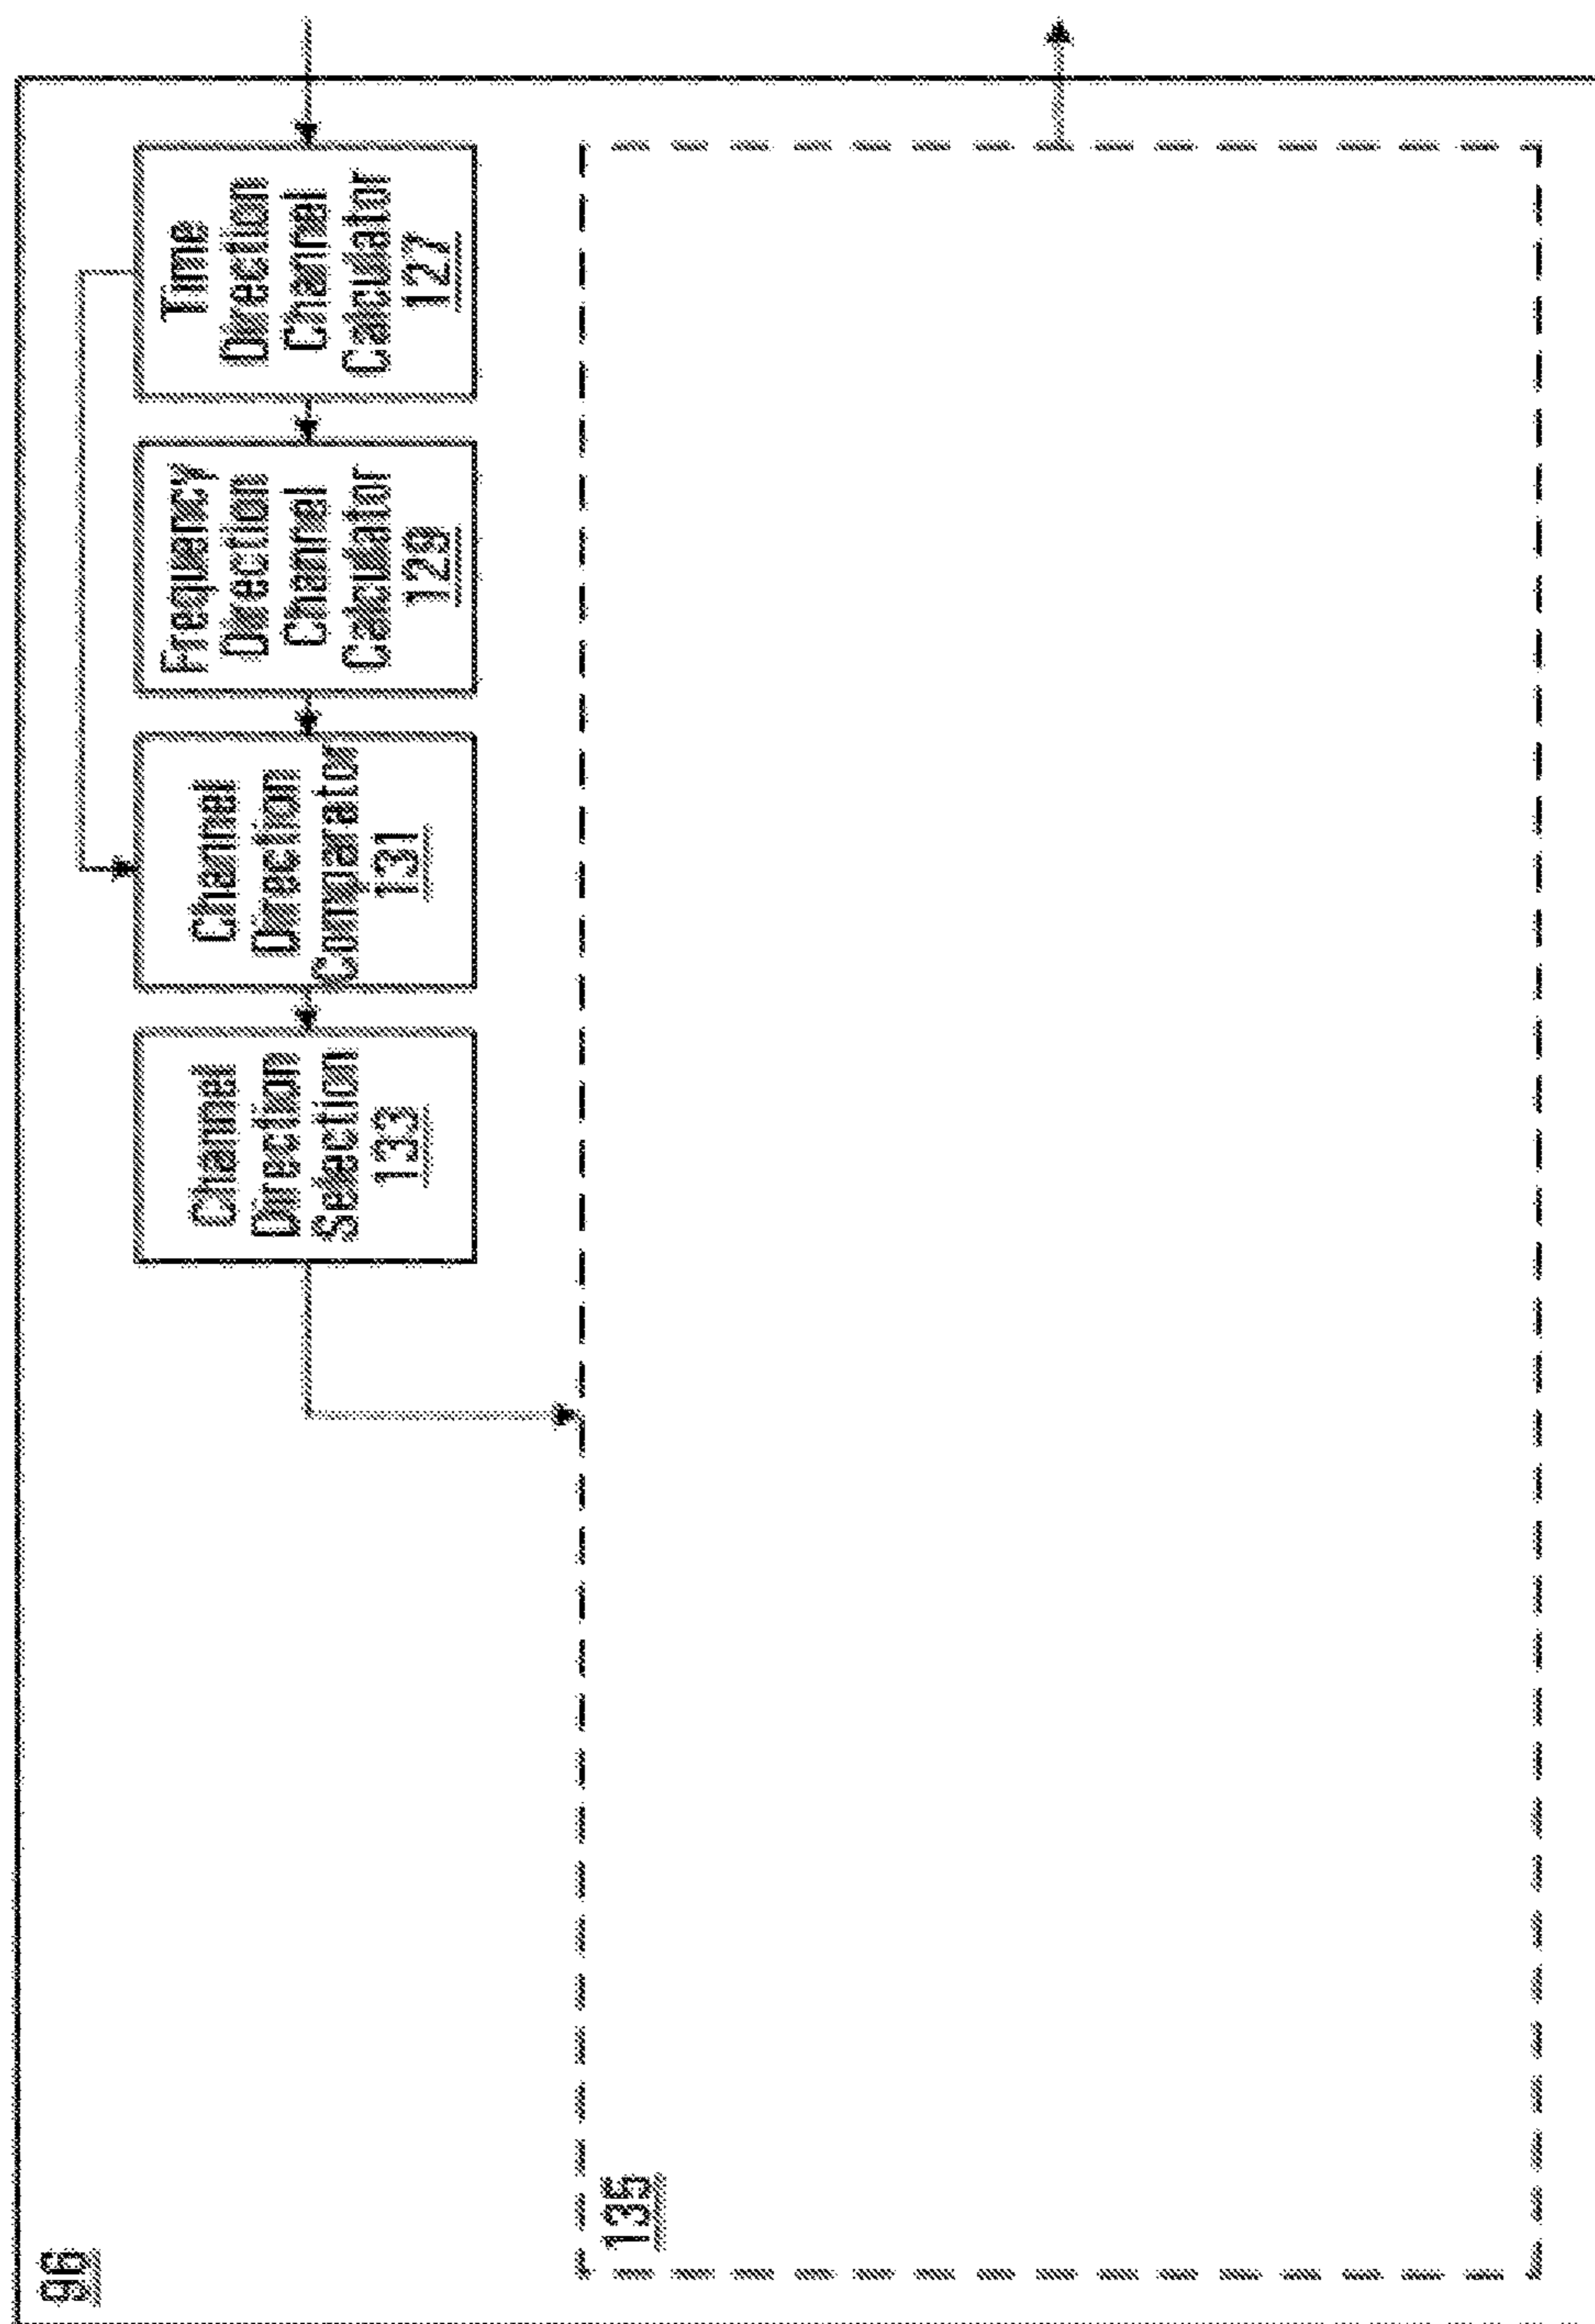 96
Time
Direction
Channel
Calculator
127
Frequency
Direction
Channel
Calculator
129
Channel
Direction
Comparator
131
Channel
Direction
Selection
133
135